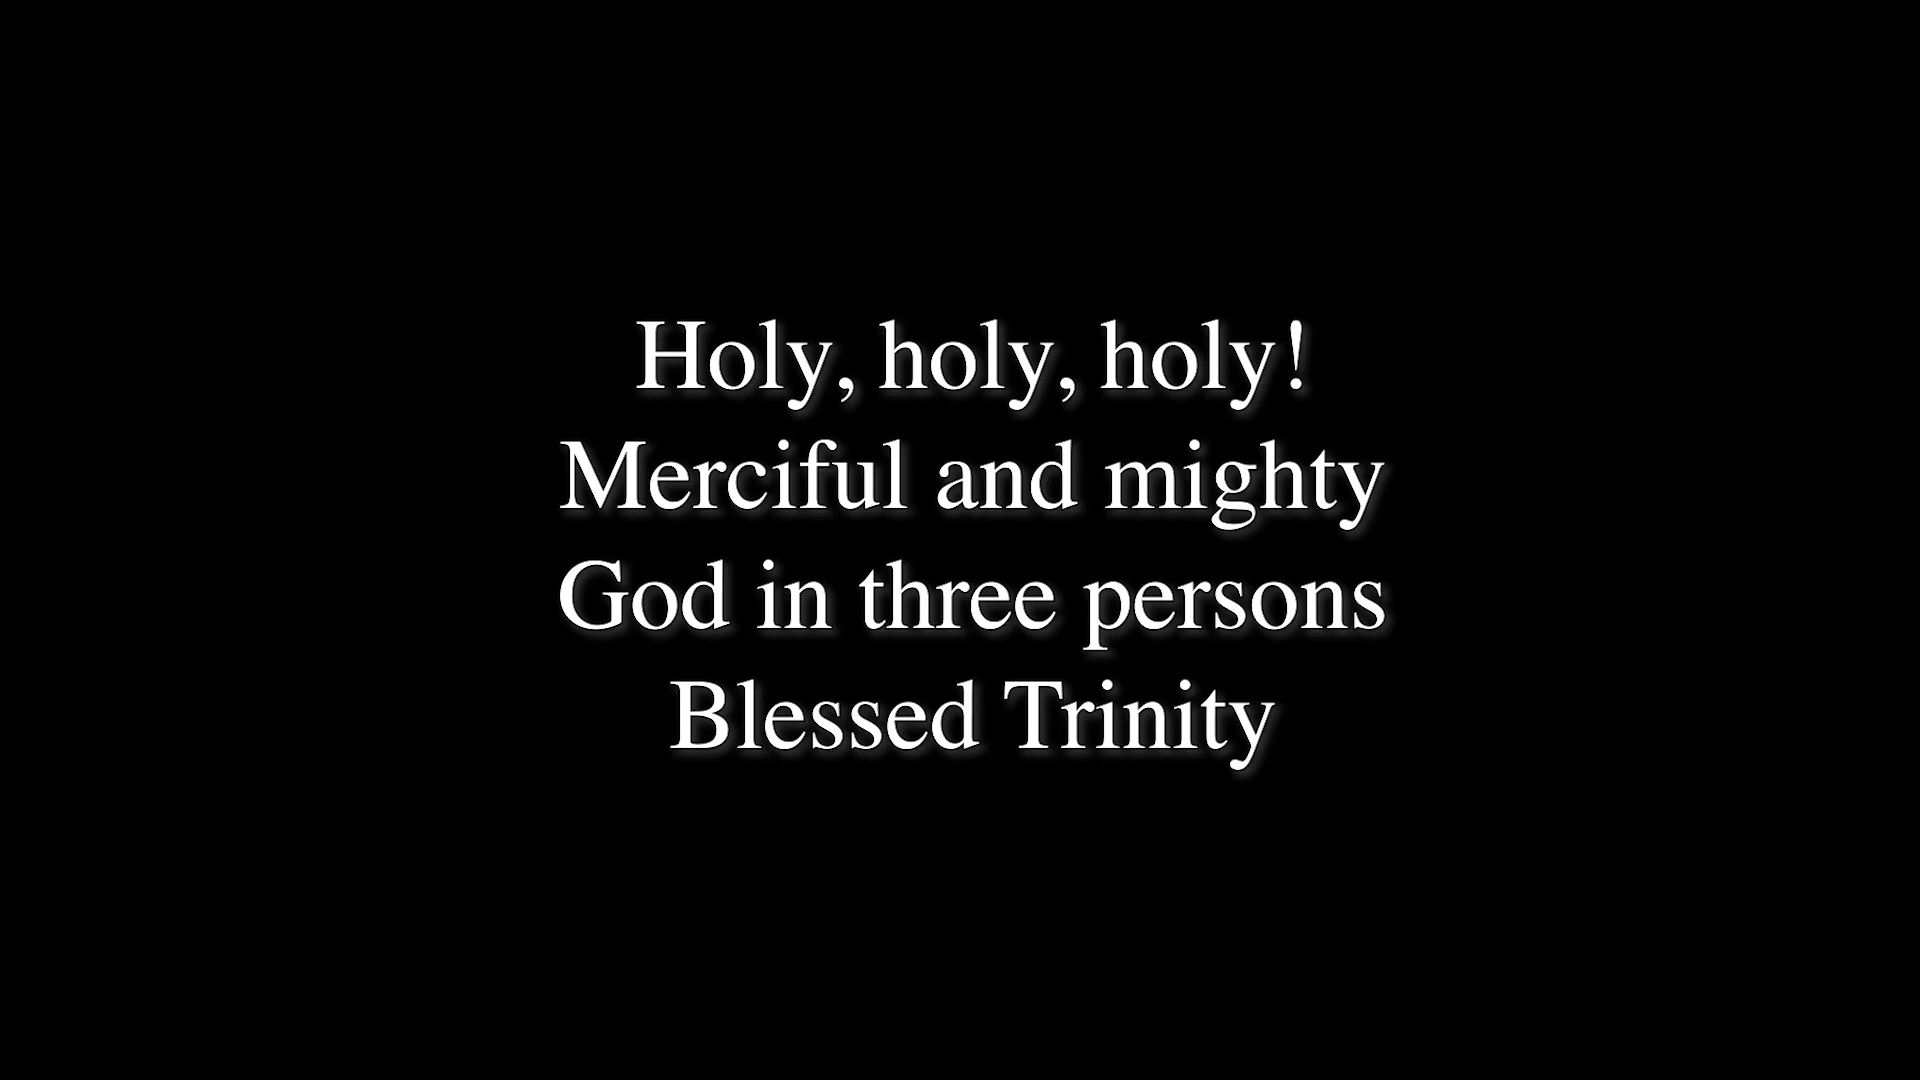 Holy, holy, holy!
Merciful and mighty
God in three persons
Blessed Trinity